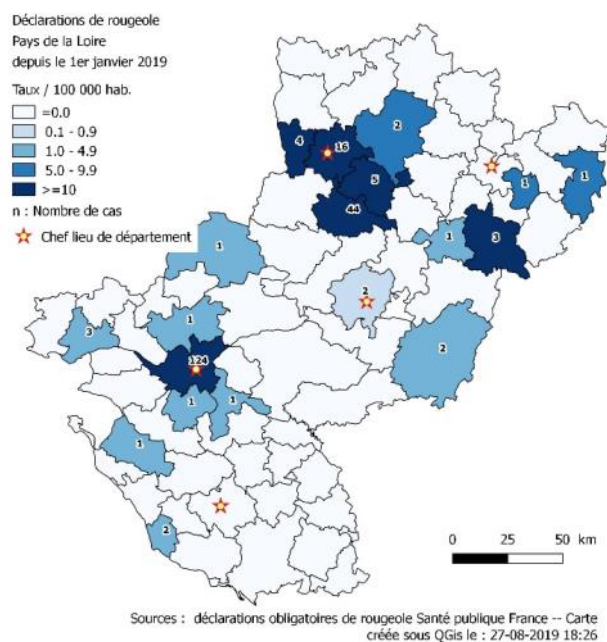 Déclarations de rougeole
Pays de la Loire
depuis le 1er janvier 2019
Taux / 100 000 hab.
=0.0
0.1 - 0.9
1.0 - 4.9
5.0 - 9.9
>=10
n : Nombre de cas
Chef lieu de département
2
4
16
5
1
1
44
1
3
1
2
3
1
2
124
1
1
1
2
0 25 50 km
Sources : déclarations obligatoires de rougeole Santé publique France -- Carte
créée sous QGis le : 27-08-2019 18:26